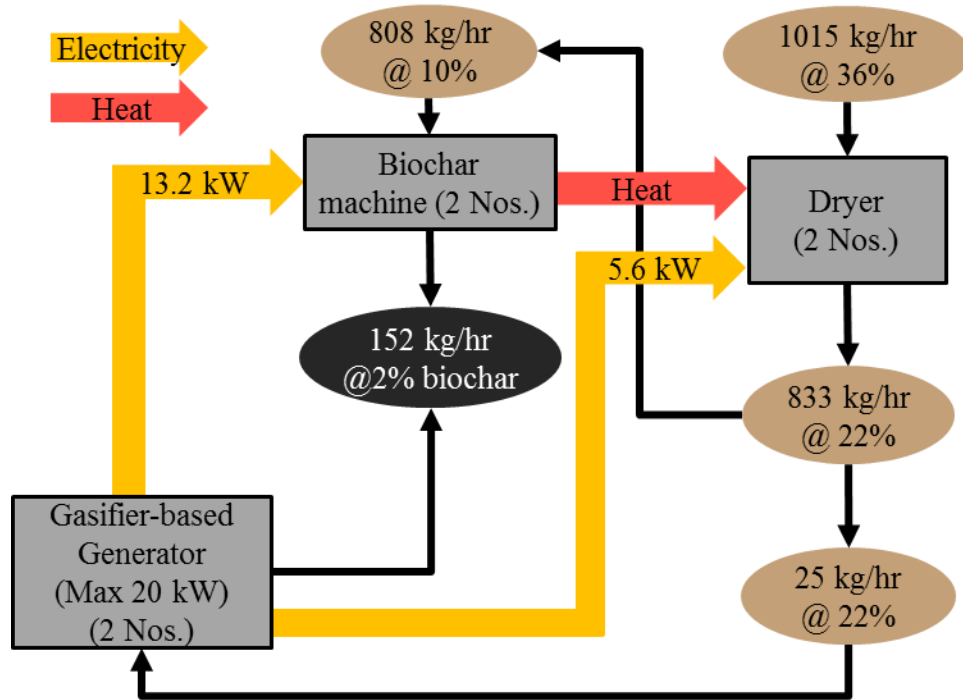 Electricity
Heat
808 kg/hr
@ 10%
1015 kg/hr
@ 36%
13.2 kW
Biochar
machine (2 Nos.)
Heat
Dryer
(2 Nos.)
5.6 kW
152 kg/hr
@2% biochar
833 kg/hr
@ 22%
Gasifier-based
Generator
(Max 20 kW)
(2 Nos.)
25 kg/hr
@ 22%